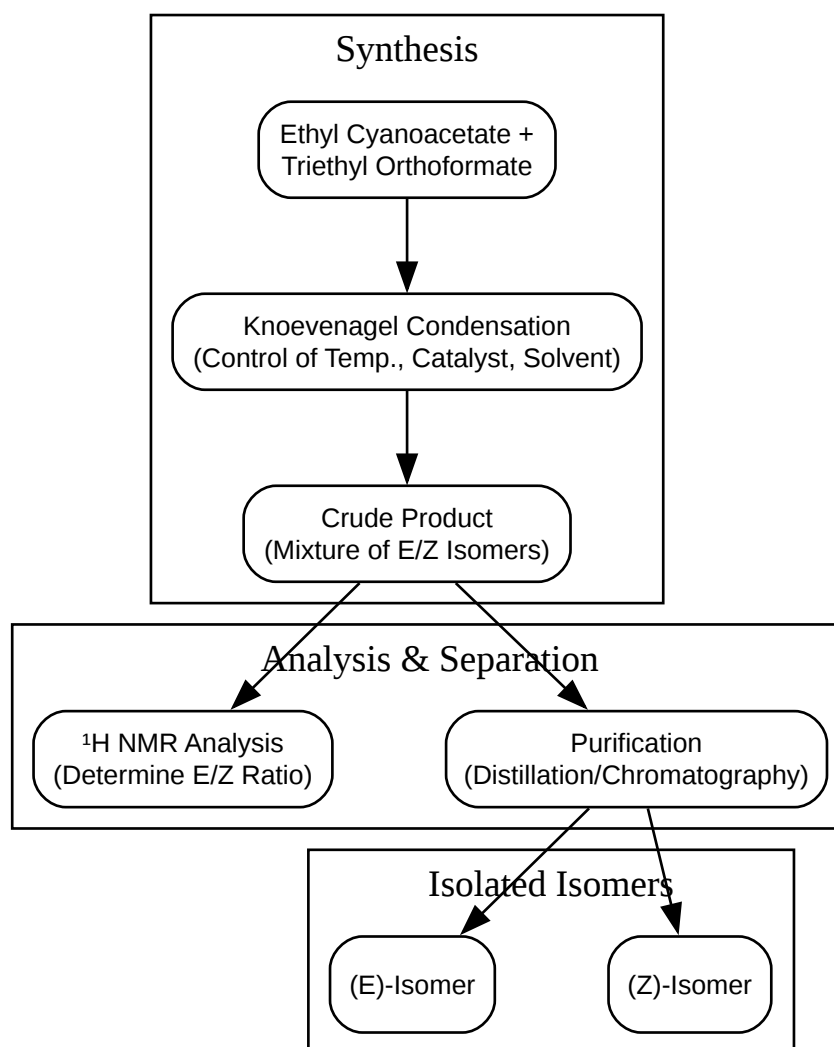 Synthesis
Ethyl Cyanoacetate +
Triethyl Orthoformate
Knoevenagel Condensation
(Control of Temp., Catalyst, Solvent)
Crude Product
(Mixture of E/Z Isomers)
Analysis & Separation
¹H NMR Analysis
(Determine E/Z Ratio)
Purification
(Distillation/Chromatography)
Isolated Isomers
(E)-Isomer
(Z)-Isomer